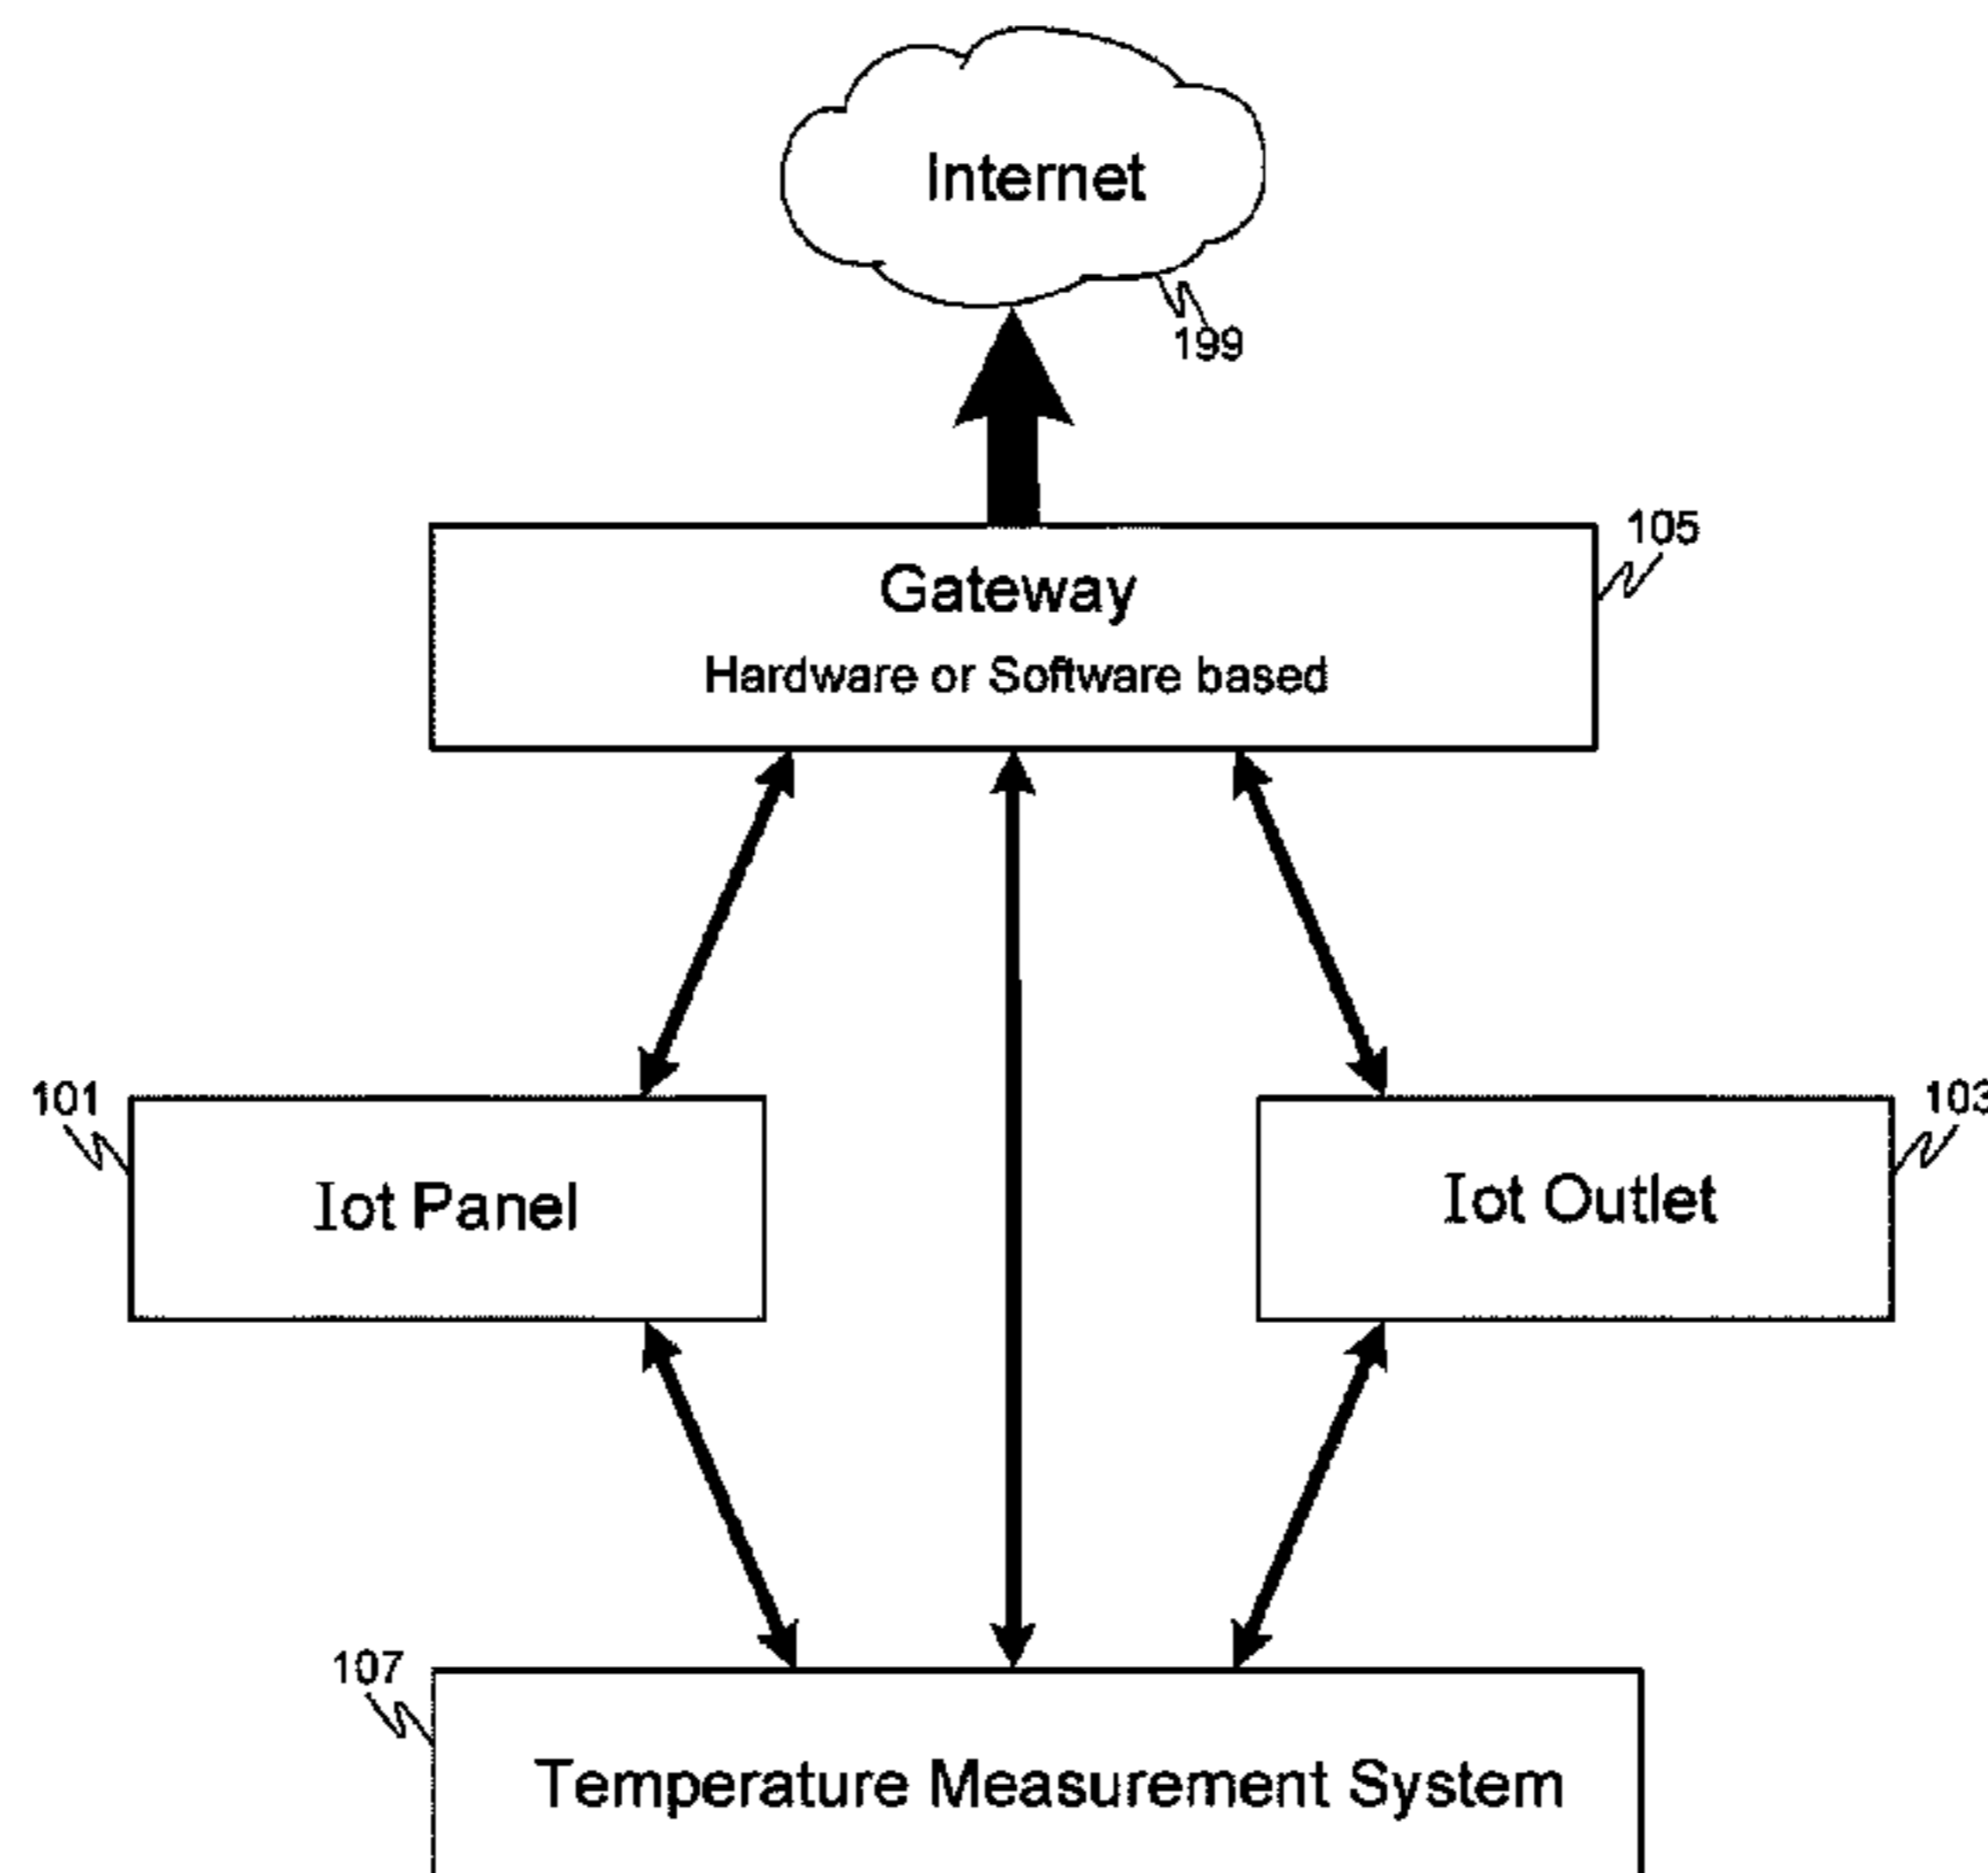 Internet
199
105
Gateway
Hardware or Software based
101
103
Iot Panel
Iot Outlet
107
Temperature Measurement System